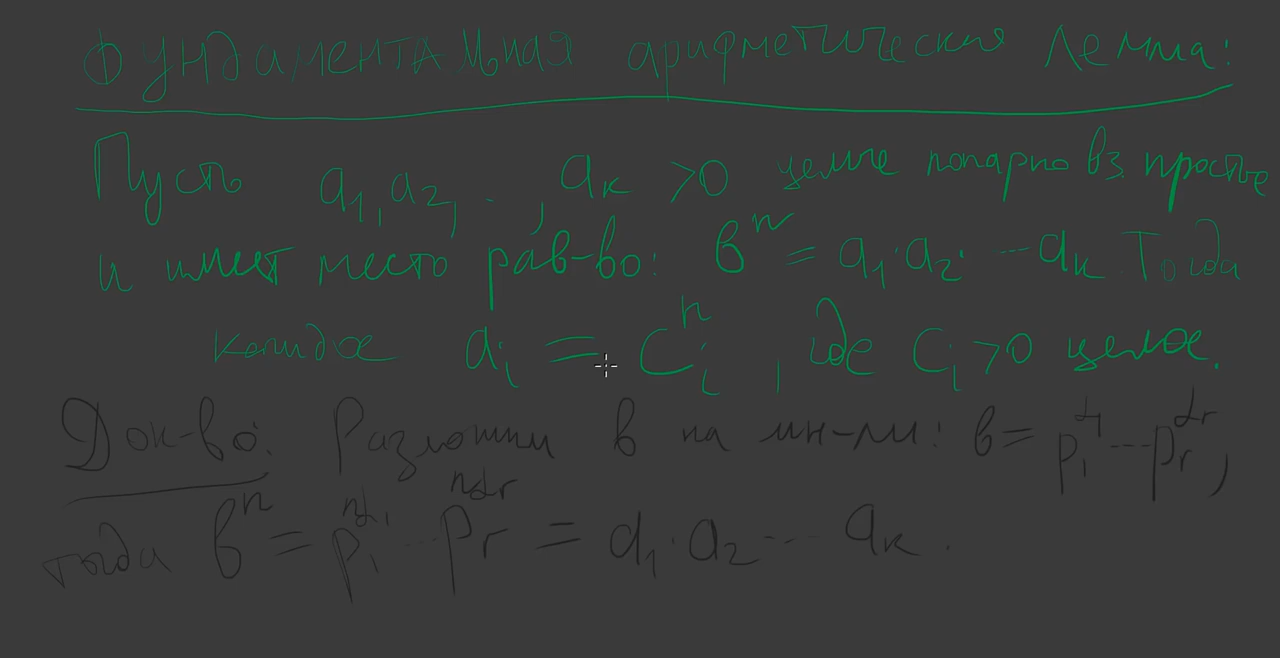 Фундаментальная арифметическая лемма:
Пусть a₁, a₂, .., aₖ > 0 целые попарно вз. простые
и имеет место рав-во: bⁿ = a₁·a₂· ··· aₖ. Тогда
каждое aᵢ = cᵢⁿ, где cᵢ > 0 целое.
Док-во: Разложим b на мн-ли: b = p₁^α₁ ··· pᵣ^αᵣ,
тогда bⁿ = p₁^nα₁ ··· pᵣ^nαᵣ = a₁·a₂ ··· aₖ.